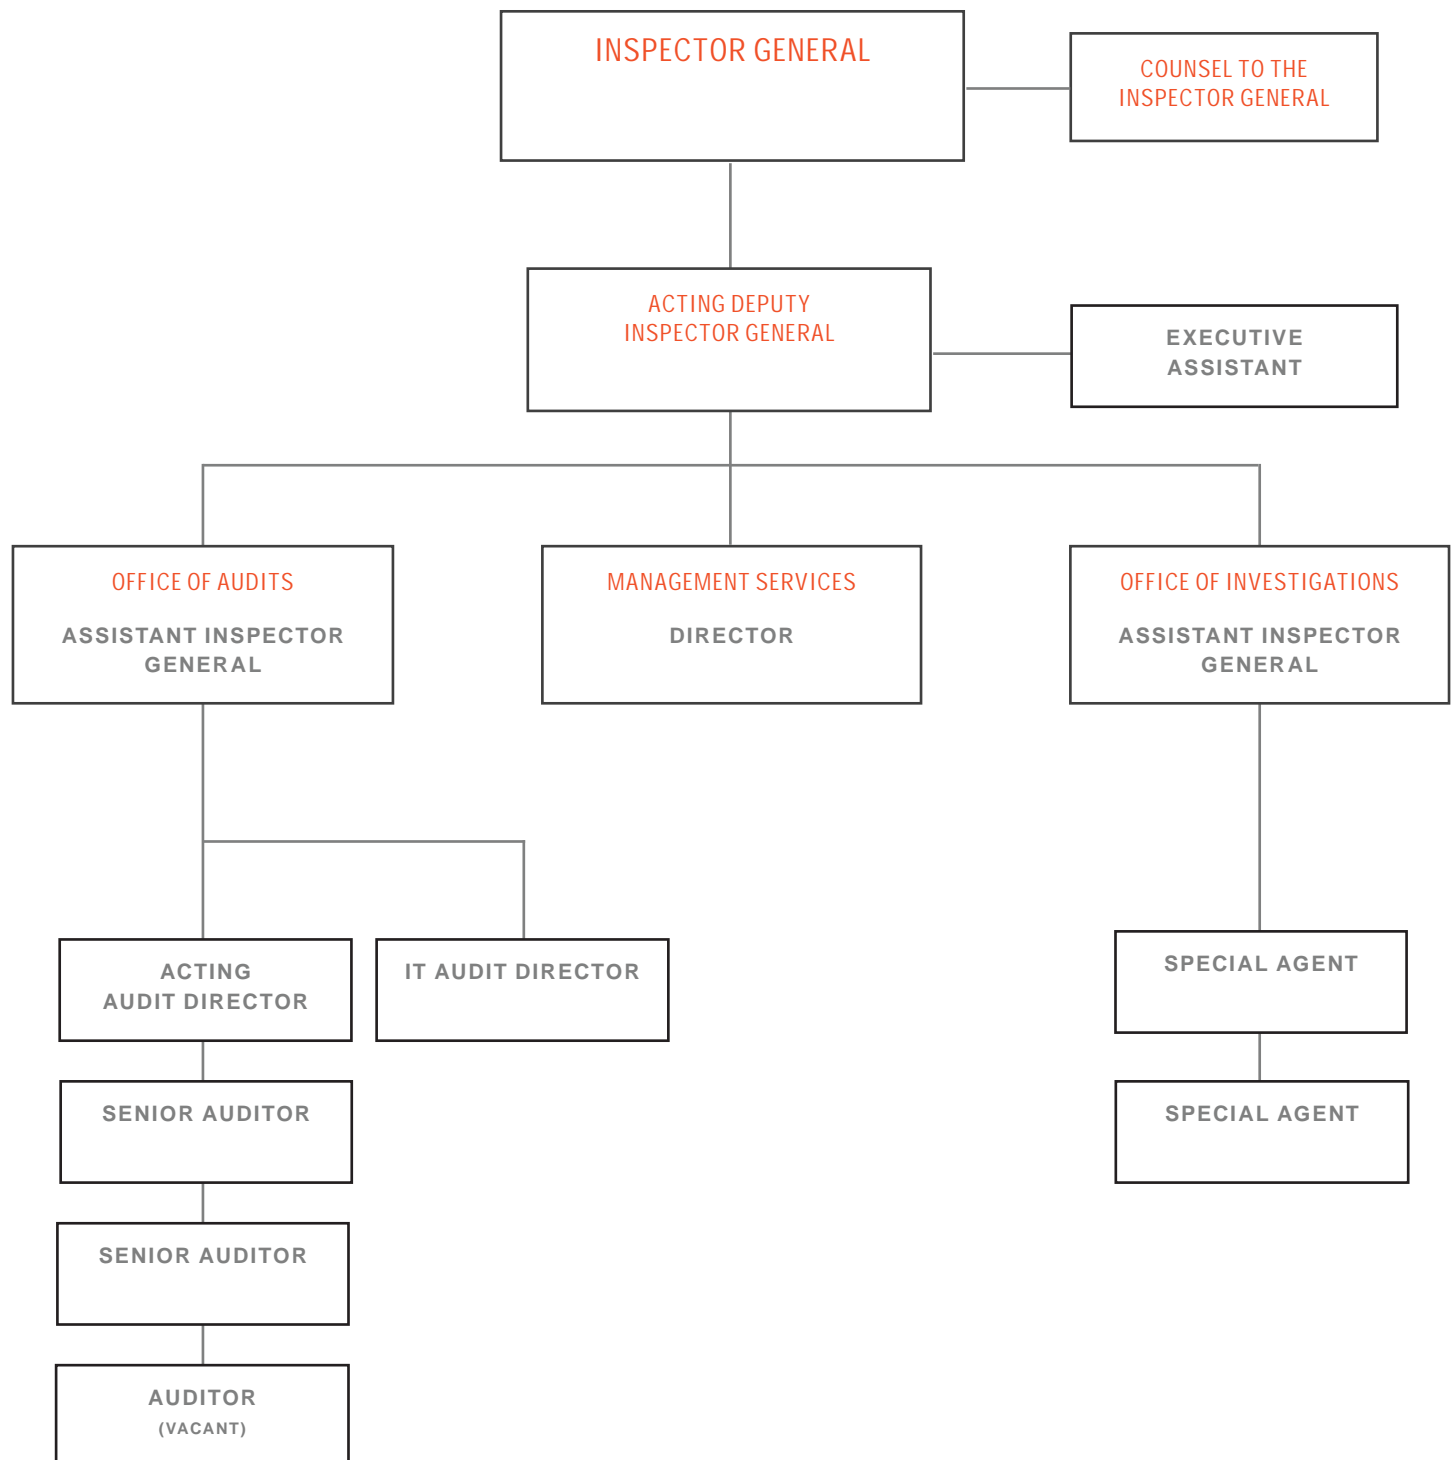 INSPECTOR GENERAL
COUNSEL TO THE
INSPECTOR GENERAL
ACTING DEPUTY
INSPECTOR GENERAL
EXECUTIVE
ASSISTANT
OFFICE OF AUDITS
ASSISTANT INSPECTOR
GENERAL
MANAGEMENT SERVICES
DIRECTOR
OFFICE OF INVESTIGATIONS
ASSISTANT INSPECTOR
GENERAL
ACTING
AUDIT DIRECTOR
IT AUDIT DIRECTOR
SPECIAL AGENT
SENIOR AUDITOR
SPECIAL AGENT
SENIOR AUDITOR
AUDITOR
(VACANT)